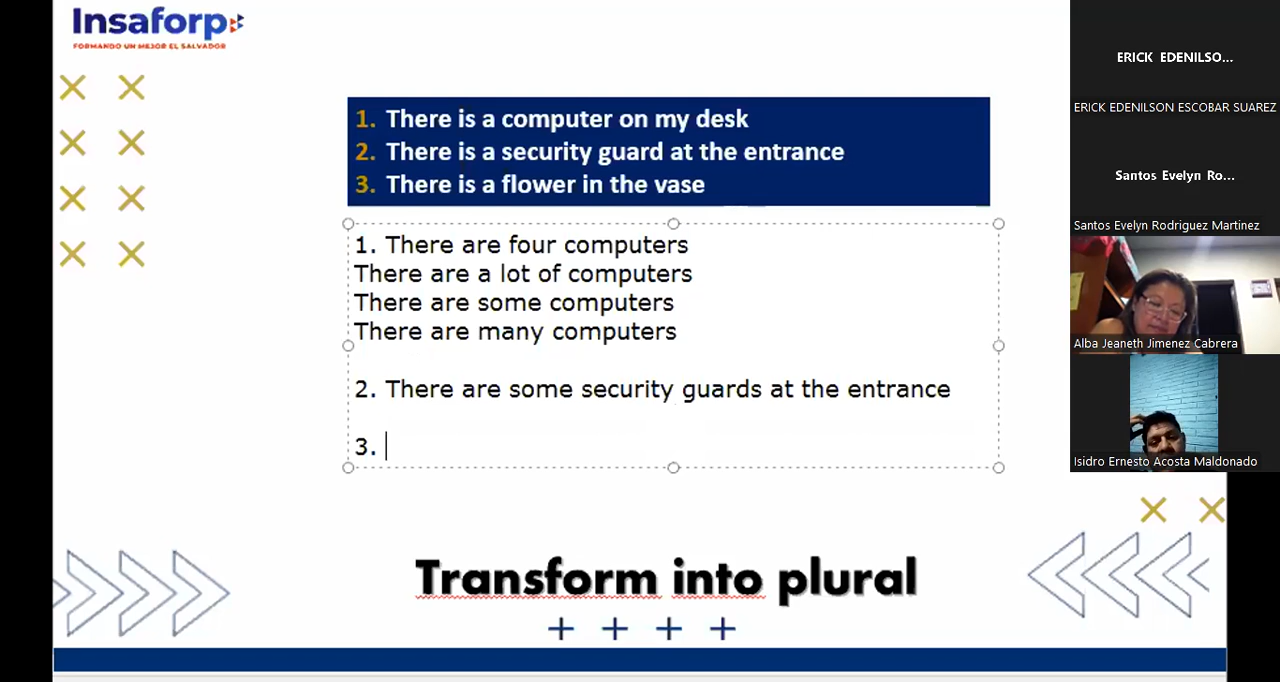 Insaforp
FORMANDO UN MEJOR EL SALVADOR
1. There is a computer on my desk
2. There is a security guard at the entrance
3. There is a flower in the vase
1. There are four computers
There are a lot of computers
There are some computers
There are many computers
2. There are some security guards at the entrance
3.
Transform into plural
ERICK EDENILSO...
ERICK EDENILSON ESCOBAR SUAREZ
Santos Evelyn Ro...
Santos Evelyn Rodriguez Martinez
Alba Jeaneth Jimenez Cabrera
Isidro Ernesto Acosta Maldonado